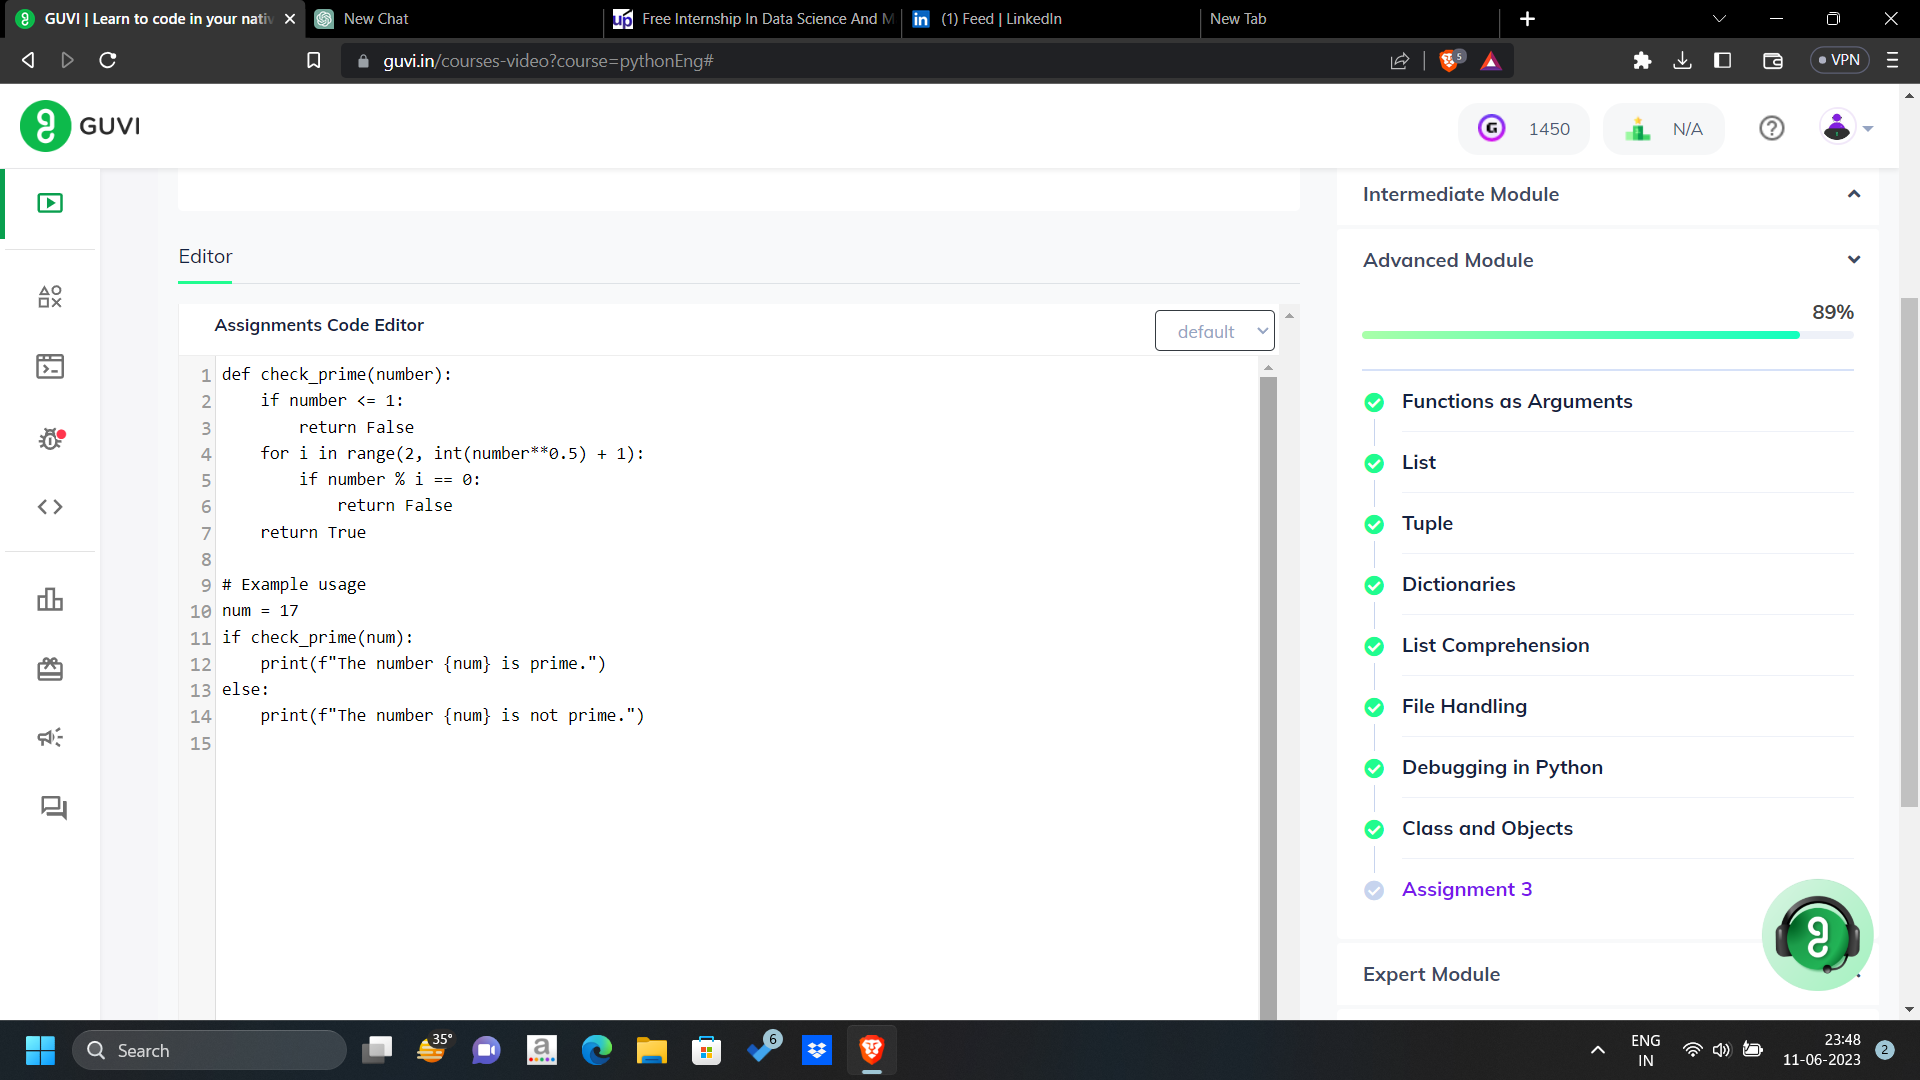 GUVI | Learn to code in your nativ
New Chat
Free Internship In Data Science And M
(1) Feed | LinkedIn
New Tab
guvi.in/courses-video?course=pythonEng#
5
VPN
GUVI
G
1450
N/A
Editor
Assignments Code Editor
default
1 def check_prime(number):
2     if number <= 1:
3         return False
4     for i in range(2, int(number**0.5) + 1):
5         if number % i == 0:
6             return False
7     return True
8
9 # Example usage
10 num = 17
11 if check_prime(num):
12     print(f"The number {num} is prime.")
13 else:
14     print(f"The number {num} is not prime.")
15
Intermediate Module
Advanced Module
89%
Functions as Arguments
List
Tuple
Dictionaries
List Comprehension
File Handling
Debugging in Python
Class and Objects
Assignment 3
Expert Module
Search
35°
a
6
ENG
IN
23:48
11-06-2023
2